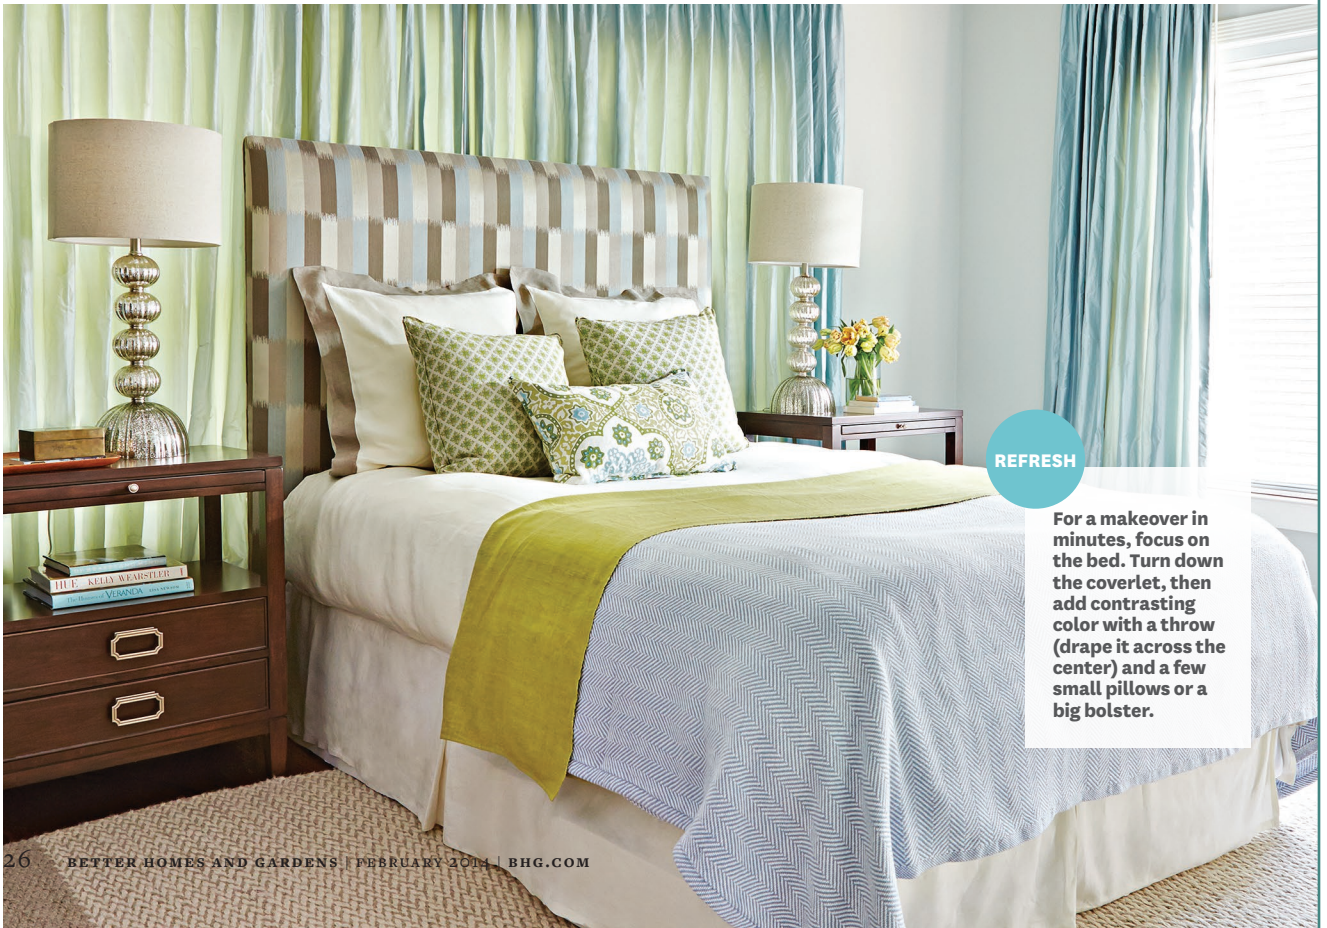 HUE KELLY WEARSTLER
VERANDA
REFRESH
For a makeover in
minutes, focus on
the bed. Turn down
the coverlet, then
add contrasting
color with a throw
(drape it across the
center) and a few
small pillows or a
big bolster.
26 BETTER HOMES AND GARDENS | FEBRUARY 2014 | BHG.COM